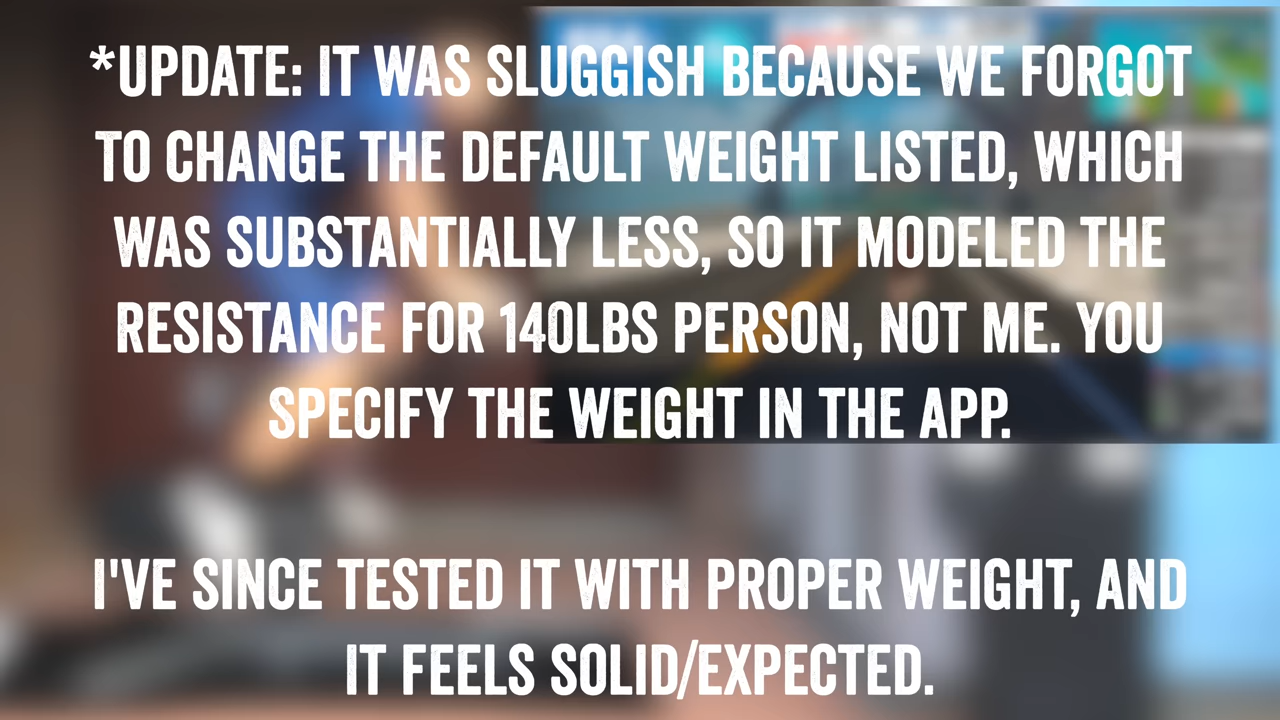 *UPDATE: IT WAS SLUGGISH BECAUSE WE FORGOT
TO CHANGE THE DEFAULT WEIGHT LISTED, WHICH
WAS SUBSTANTIALLY LESS, SO IT MODELED THE
RESISTANCE FOR 140LBS PERSON, NOT ME. YOU
SPECIFY THE WEIGHT IN THE APP.
I'VE SINCE TESTED IT WITH PROPER WEIGHT, AND
IT FEELS SOLID/EXPECTED.